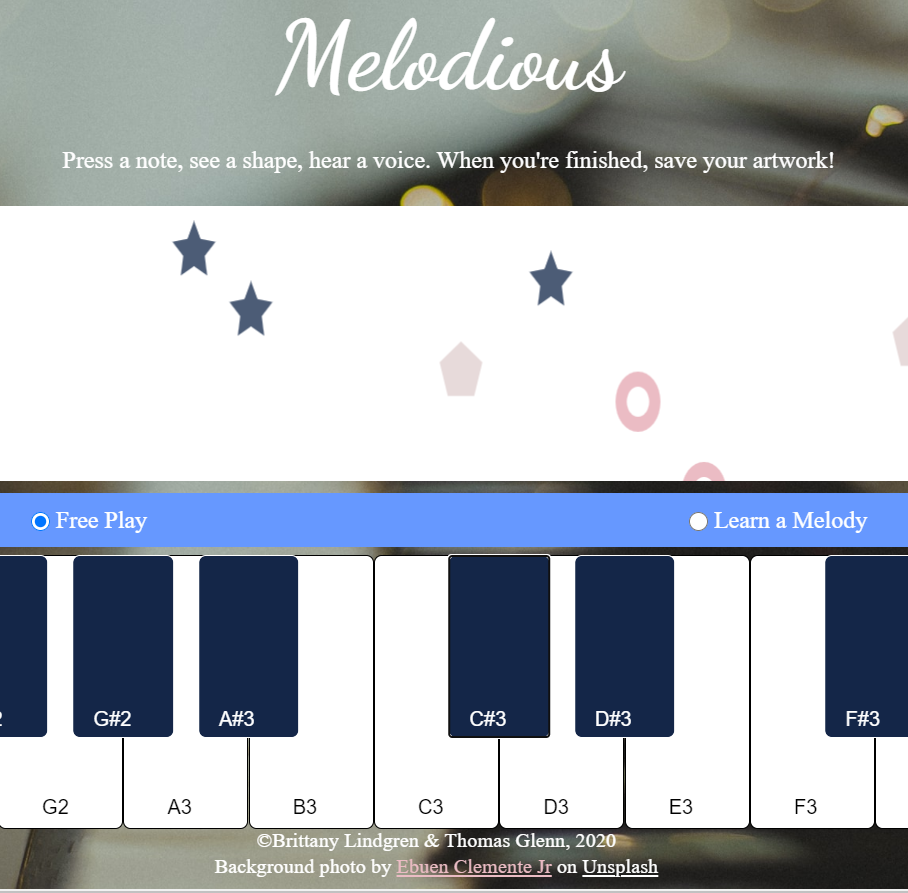 Melodious
Press a note, see a shape, hear a voice. When you're finished, save your artwork!
Free Play
Learn a Melody
2 G#2 A#3 C#3 D#3 F#3
G2 A3 B3 C3 D3 E3 F3
©Brittany Lindgren & Thomas Glenn, 2020
Background photo by Ebuen Clemente Jr on Unsplash